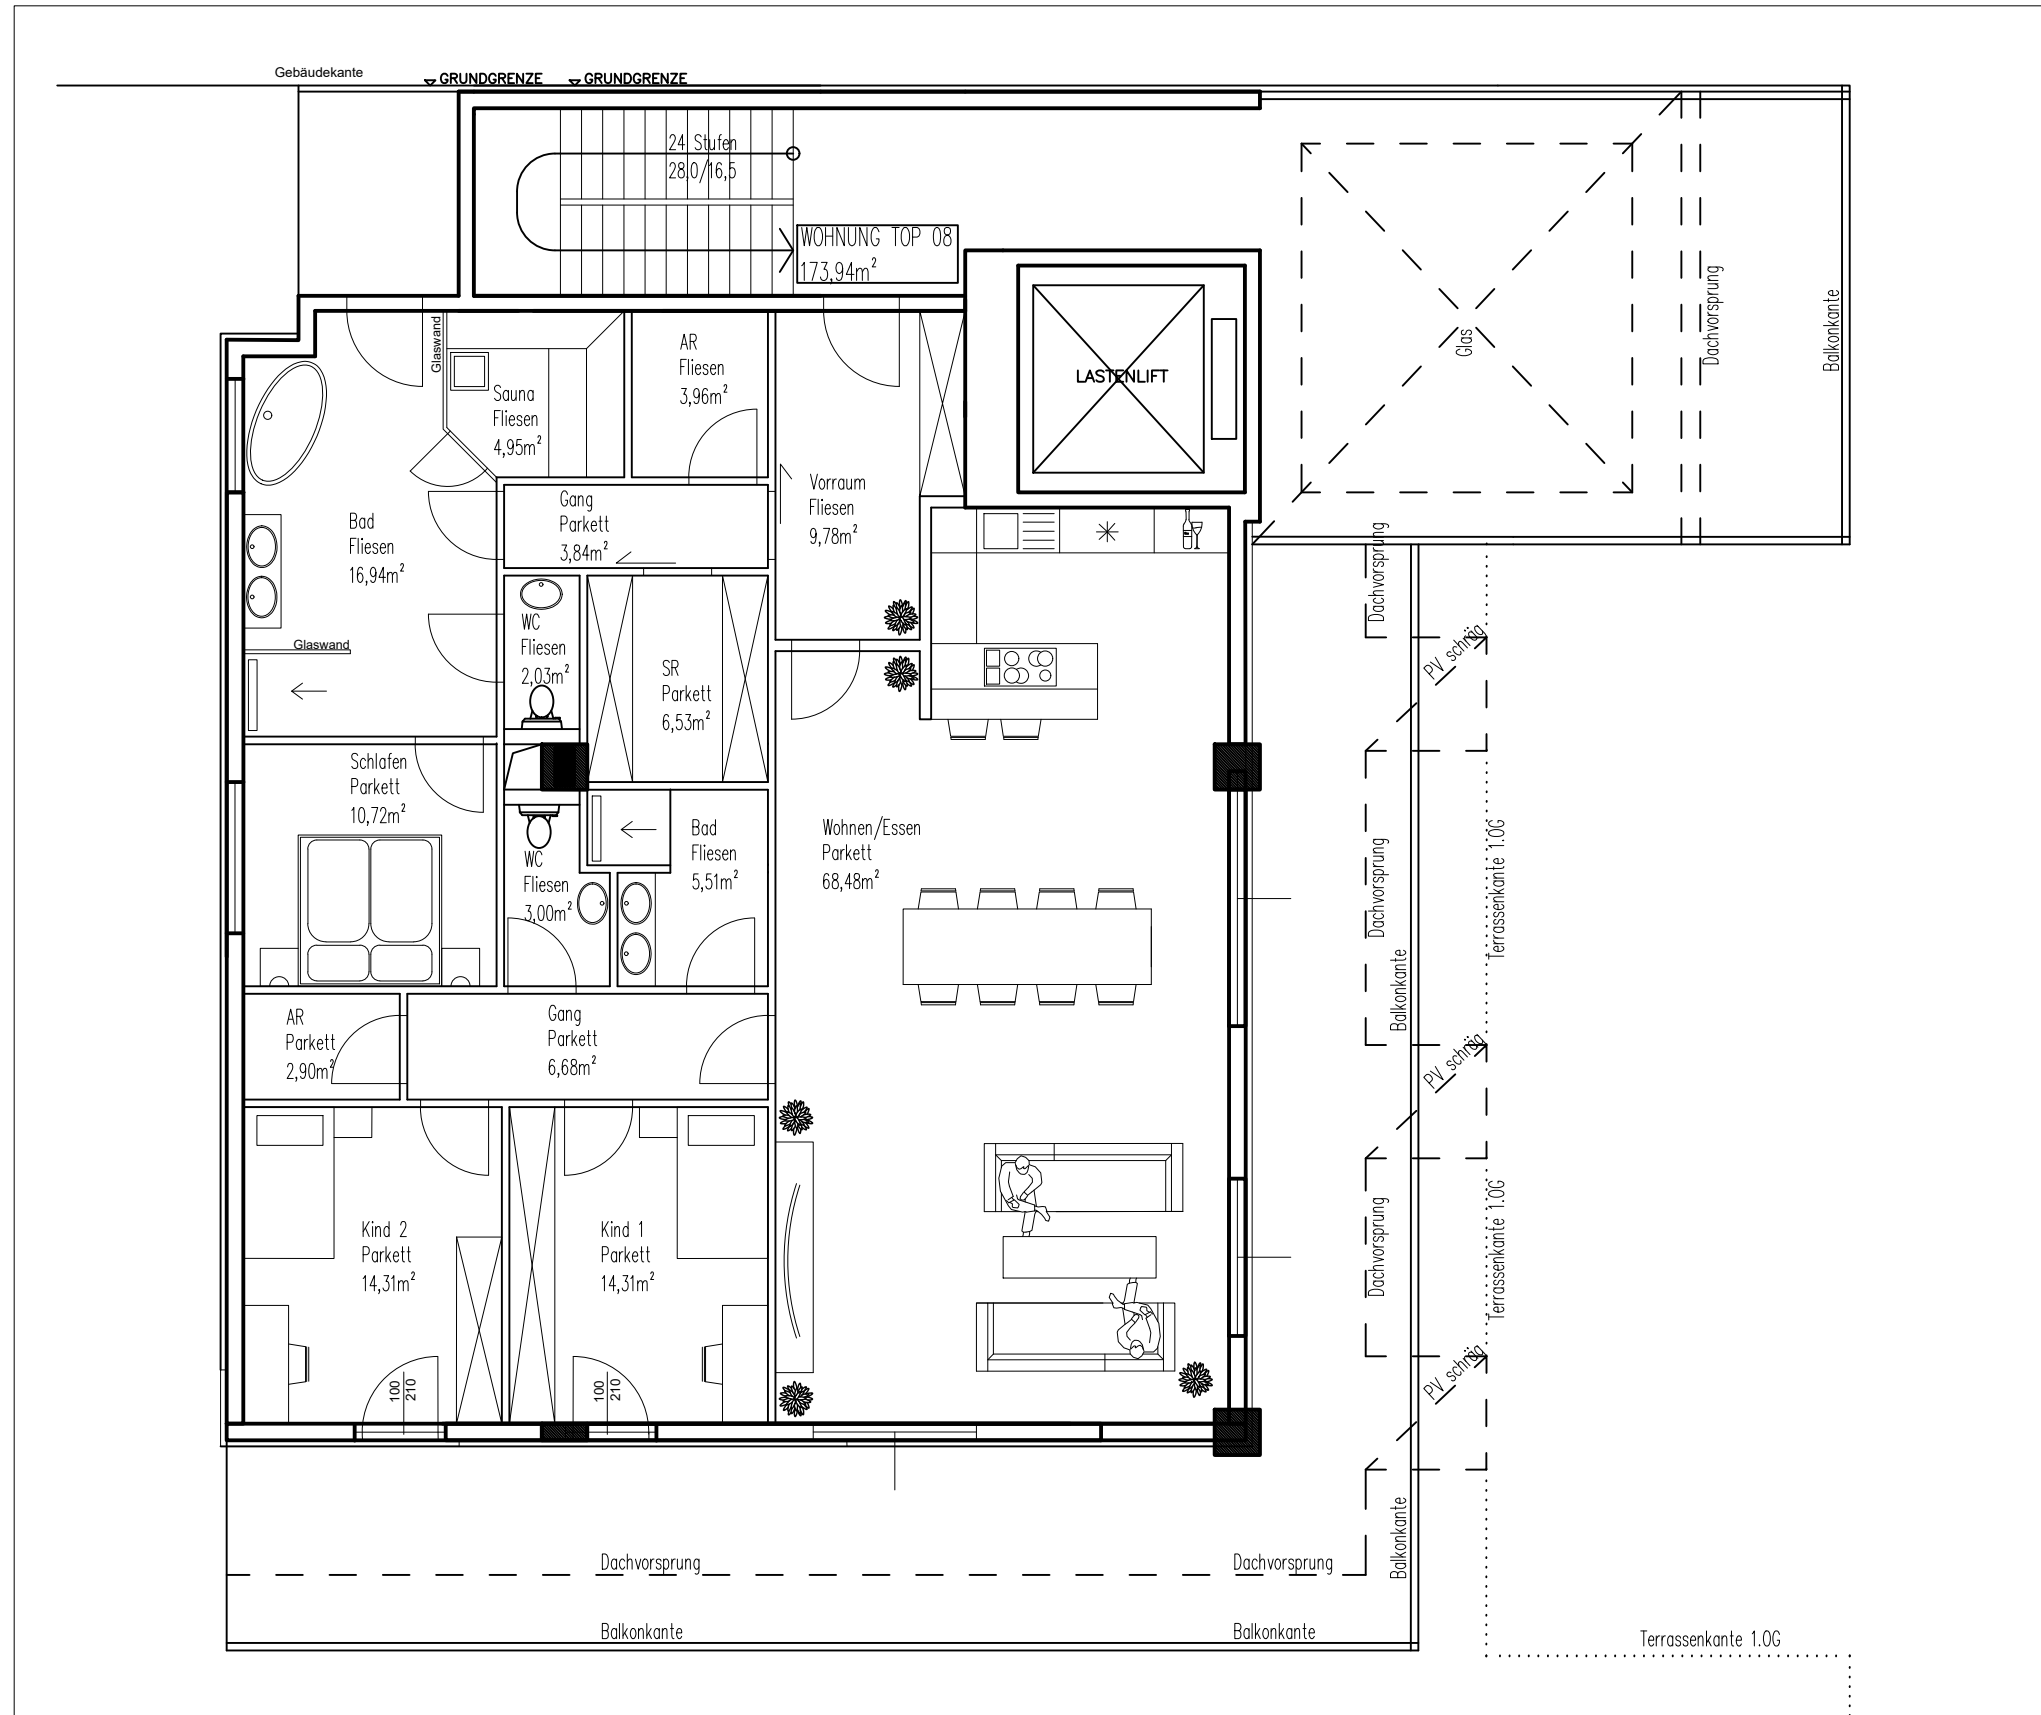 Gebäudekante
GRUNDGRENZE
GRUNDGRENZE
24 Stufen
28,0/16,5
WOHNUNG TOP 08
173,94m²
Glaswand
AR
Fliesen
3,96m²
Sauna
Fliesen
4,95m²
LASTENLIFT
Glas
Dachvorsprung
Balkonkante
Vorraum
Fliesen
9,78m²
Gang
Parkett
3,84m²
Bad
Fliesen
16,94m²
Glaswand
WC
Fliesen
2,03m²
SR
Parkett
6,53m²
Dachvorsprung
PV schräg
Schlafen
Parkett
10,72m²
WC
Fliesen
3,00m²
Bad
Fliesen
5,51m²
Wohnen/Essen
Parkett
68,48m²
Dachvorsprung
Terrassenkante 1.OG
Balkonkante
AR
Parkett
2,90m²
Gang
Parkett
6,68m²
PV schräg
Kind 2
Parkett
14,31m²
Kind 1
Parkett
14,31m²
Dachvorsprung
Terrassenkante 1.OG
PV schräg
100
210
100
210
Balkonkante
Dachvorsprung
Dachvorsprung
Balkonkante
Balkonkante
Terrassenkante 1.OG